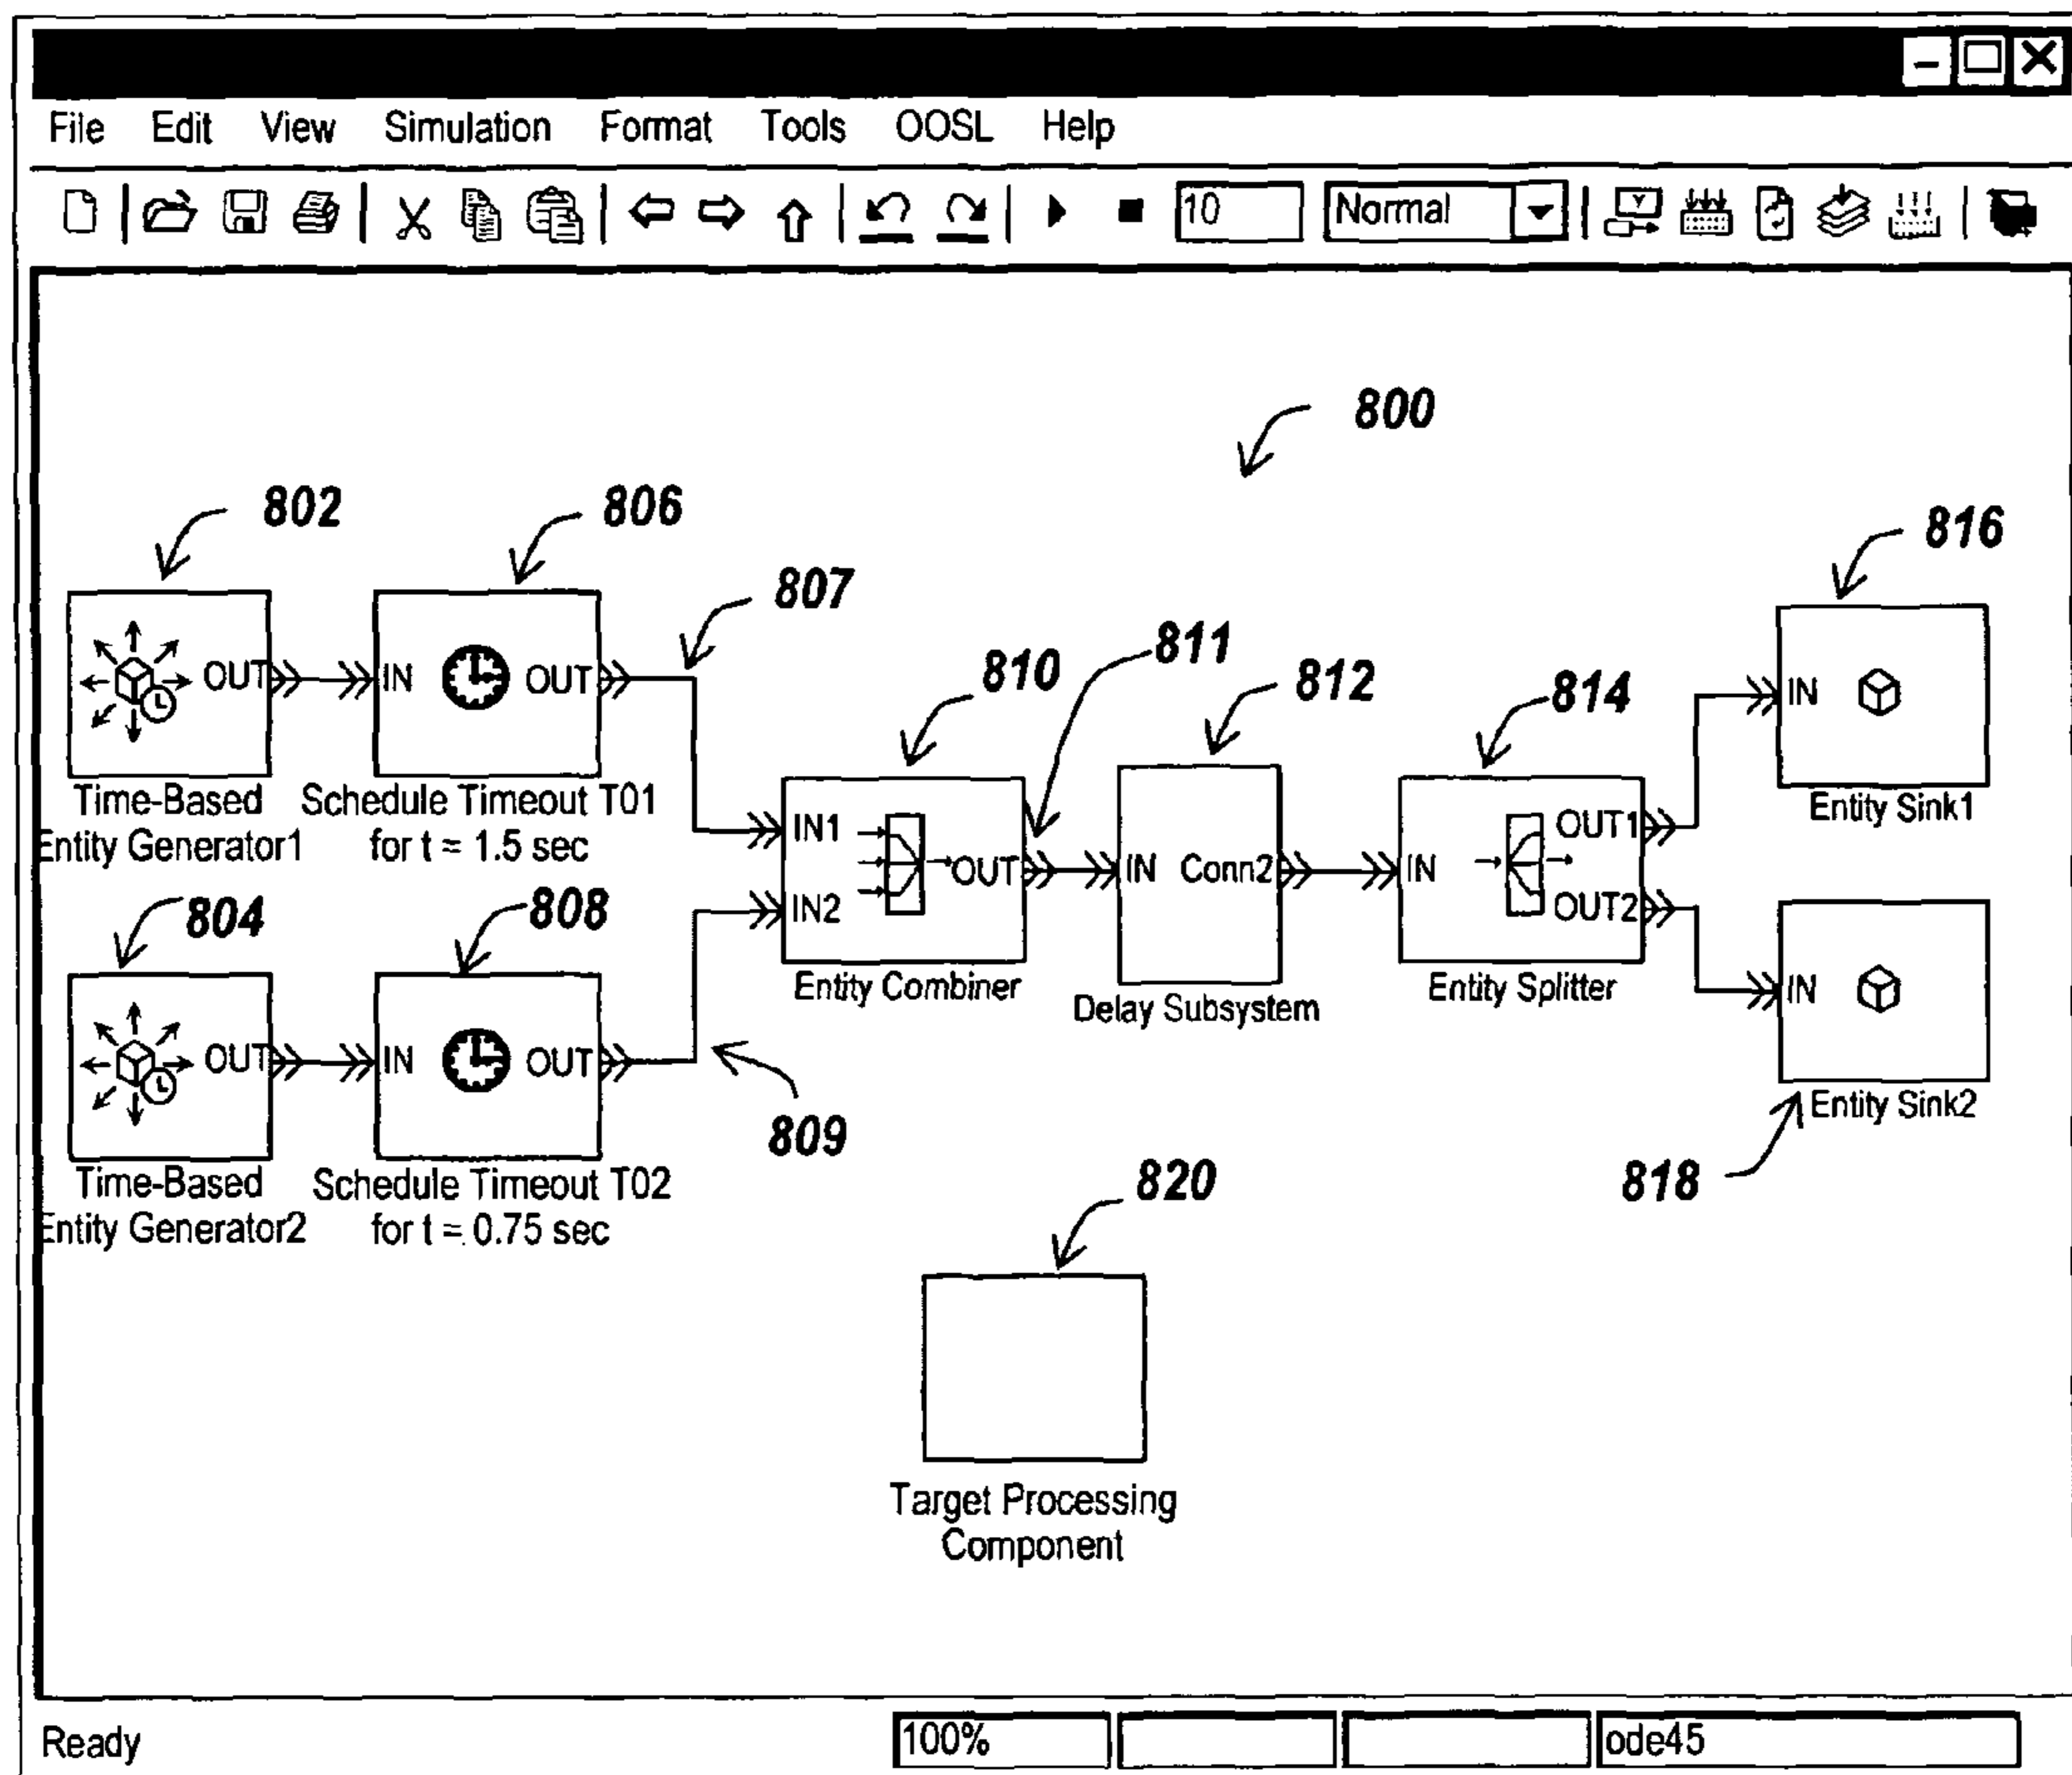 File Edit View Simulation Format Tools OOSL Help
10 Normal
800
802
806
816
807
811
810
812
814
OUT
IN OUT
IN
Time-Based
Entity Generator1
Schedule Timeout T01
for t = 1.5 sec
Entity Sink1
IN1
IN2
OUT
IN Conn2
IN
OUT1
OUT2
Entity Combiner
Delay Subsystem
Entity Splitter
804
808
OUT
IN OUT
IN
Time-Based
Entity Generator2
Schedule Timeout T02
for t = 0.75 sec
Entity Sink2
809
818
820
Target Processing
Component
Ready
100%
ode45